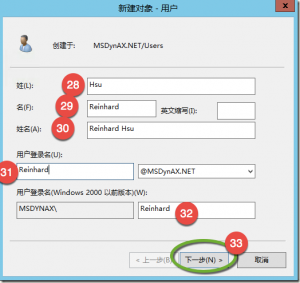 新建对象 - 用户
创建于: MSDynAX.NET/Users
姓(L): 28 Hsu
名(F): 29 Reinhard 英文缩写(I):
姓名(A): 30 Reinhard Hsu
用户登录名(U):
31 Reinhard @MSDynAX.NET
用户登录名(Windows 2000 以前版本)(W):
MSDYNAX\ Reinhard 32
33
< 上一步(B) 下一步(N) > 取消